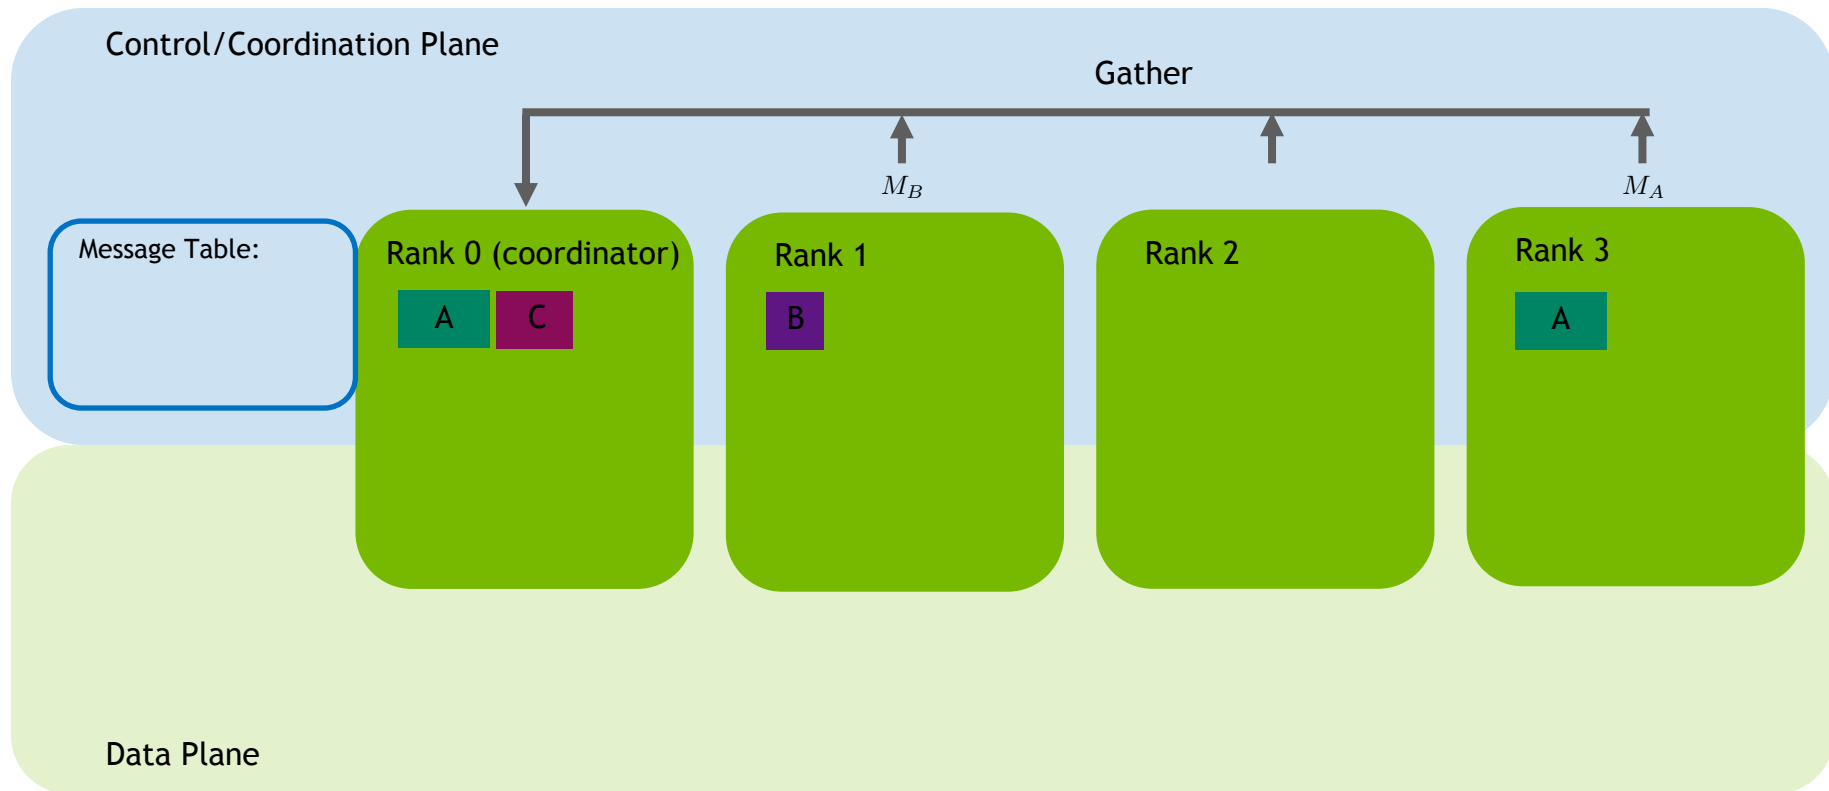 Control/Coordination Plane
Gather
M_B
M_A
Message Table:
Rank 0 (coordinator)
Rank 1
Rank 2
Rank 3
A
C
B
A
Data Plane